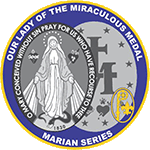 OUR LADY OF THE MIRACULOUS MEDAL
O MARY CONCEIVED WITHOUT SIN PRAY FOR US WHO HAVE RECOURSE TO THEE
1830
MARIAN SERIES